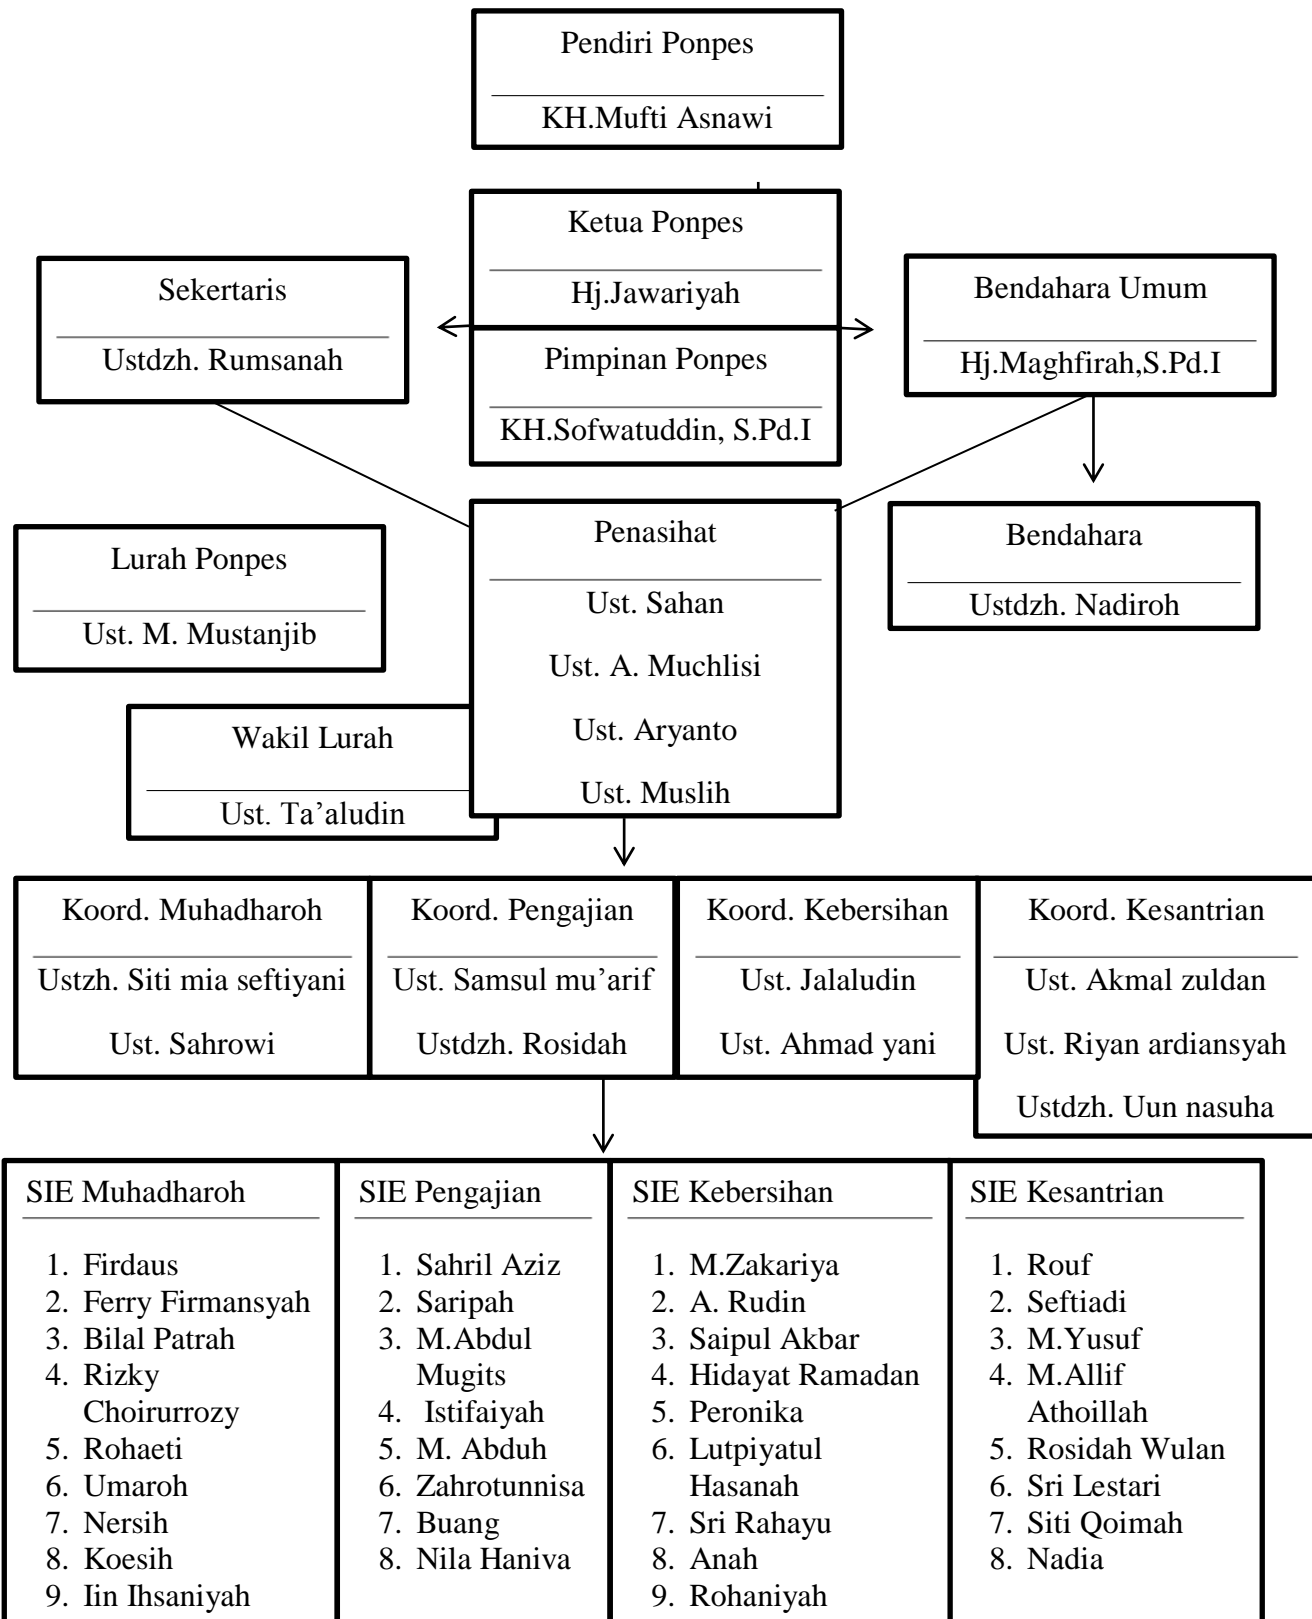 Pendiri Ponpes
KH.Mufti Asnawi
Ketua Ponpes
Hj.Jawariyah
Sekertaris
Ustdzh. Rumsanah
Bendahara Umum
Hj.Maghfirah,S.Pd.I
Pimpinan Ponpes
KH.Sofwatuddin, S.Pd.I
Lurah Ponpes
Ust. M. Mustanjib
Penasihat
Ust. Sahan
Ust. A. Muchlisi
Ust. Aryanto
Ust. Muslih
Bendahara
Ustdzh. Nadiroh
Wakil Lurah
Ust. Ta’aludin
Koord. Muhadharoh
Ustzh. Siti mia seftiyani
Ust. Sahrowi
Koord. Pengajian
Ust. Samsul mu’arif
Ustdzh. Rosidah
Koord. Kebersihan
Ust. Jalaludin
Ust. Ahmad yani
Koord. Kesantrian
Ust. Akmal zuldan
Ust. Riyan ardiansyah
Ustdzh. Uun nasuha
SIE Muhadharoh
1. Firdaus
2. Ferry Firmansyah
3. Bilal Patrah
4. Rizky
Choirurrozy
5. Rohaeti
6. Umaroh
7. Nersih
8. Koesih
9. Iin Ihsaniyah
SIE Pengajian
1. Sahril Aziz
2. Saripah
3. M.Abdul
Mugits
4. Istifaiyah
5. M. Abduh
6. Zahrotunnisa
7. Buang
8. Nila Haniva
SIE Kebersihan
1. M.Zakariya
2. A. Rudin
3. Saipul Akbar
4. Hidayat Ramadan
5. Peronika
6. Lutpiyatul
Hasanah
7. Sri Rahayu
8. Anah
9. Rohaniyah
SIE Kesantrian
1. Rouf
2. Seftiadi
3. M.Yusuf
4. M.Allif
Athoillah
5. Rosidah Wulan
6. Sri Lestari
7. Siti Qoimah
8. Nadia